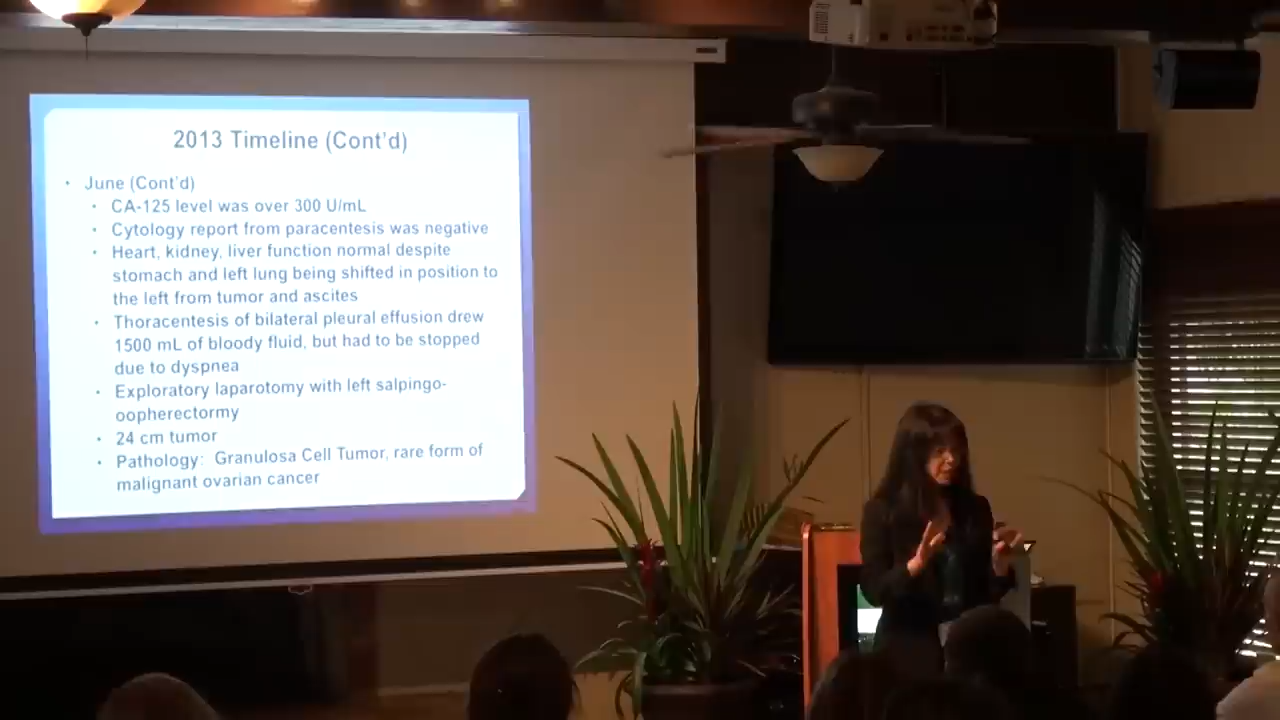 2013 Timeline (Cont'd)
• June (Cont'd)
• CA-125 level was over 300 U/mL
• Cytology report from paracentesis was negative
• Heart, kidney, liver function normal despite
stomach and left lung being shifted in position to
the left from tumor and ascites
• Thoracentesis of bilateral pleural effusion drew
1500 mL of bloody fluid, but had to be stopped
due to dyspnea
• Exploratory laparotomy with left salpingo-
oopherectormy
• 24 cm tumor
• Pathology: Granulosa Cell Tumor, rare form of
malignant ovarian cancer